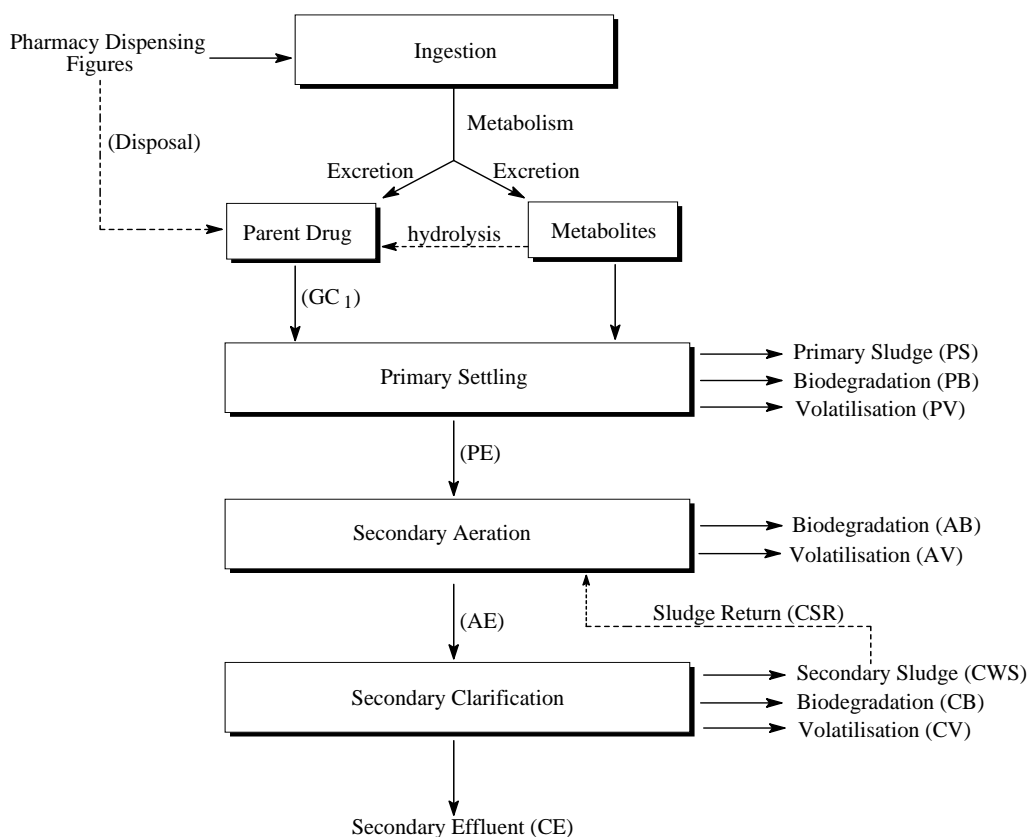 Pharmacy Dispensing
Figures
Ingestion
Metabolism
(Disposal)
Excretion
Excretion
Parent Drug
hydrolysis
Metabolites
(GC 1)
Primary Settling
Primary Sludge (PS)
Biodegradation (PB)
Volatilisation (PV)
(PE)
Secondary Aeration
Biodegradation (AB)
Volatilisation (AV)
(AE)
Sludge Return (CSR)
Secondary Clarification
Secondary Sludge (CWS)
Biodegradation (CB)
Volatilisation (CV)
Secondary Effluent (CE)